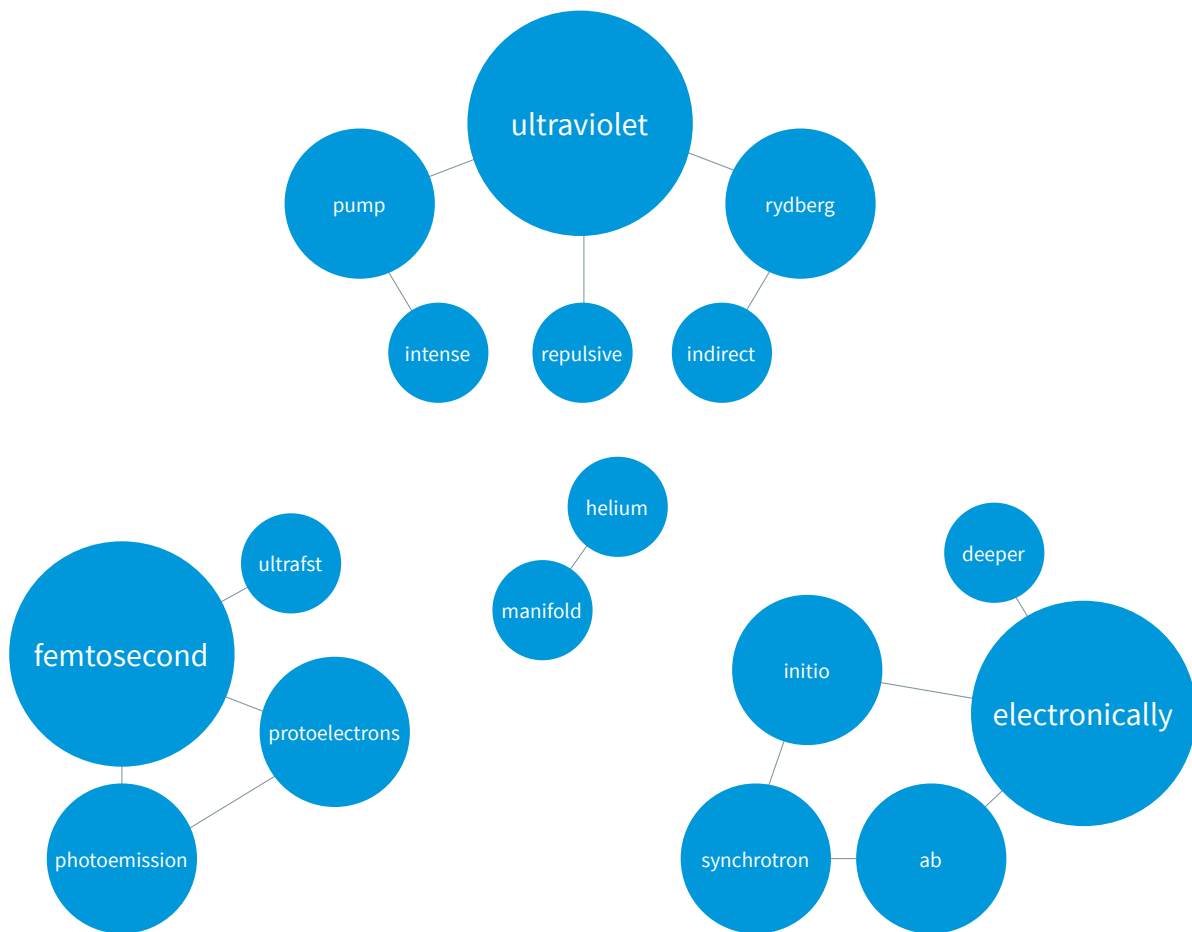 ultraviolet
pump
rydberg
intense
repulsive
indirect
helium
deeper
ultrafst
manifold
femtosecond
initio
electronically
protoelectrons
photoemission
synchrotron
ab